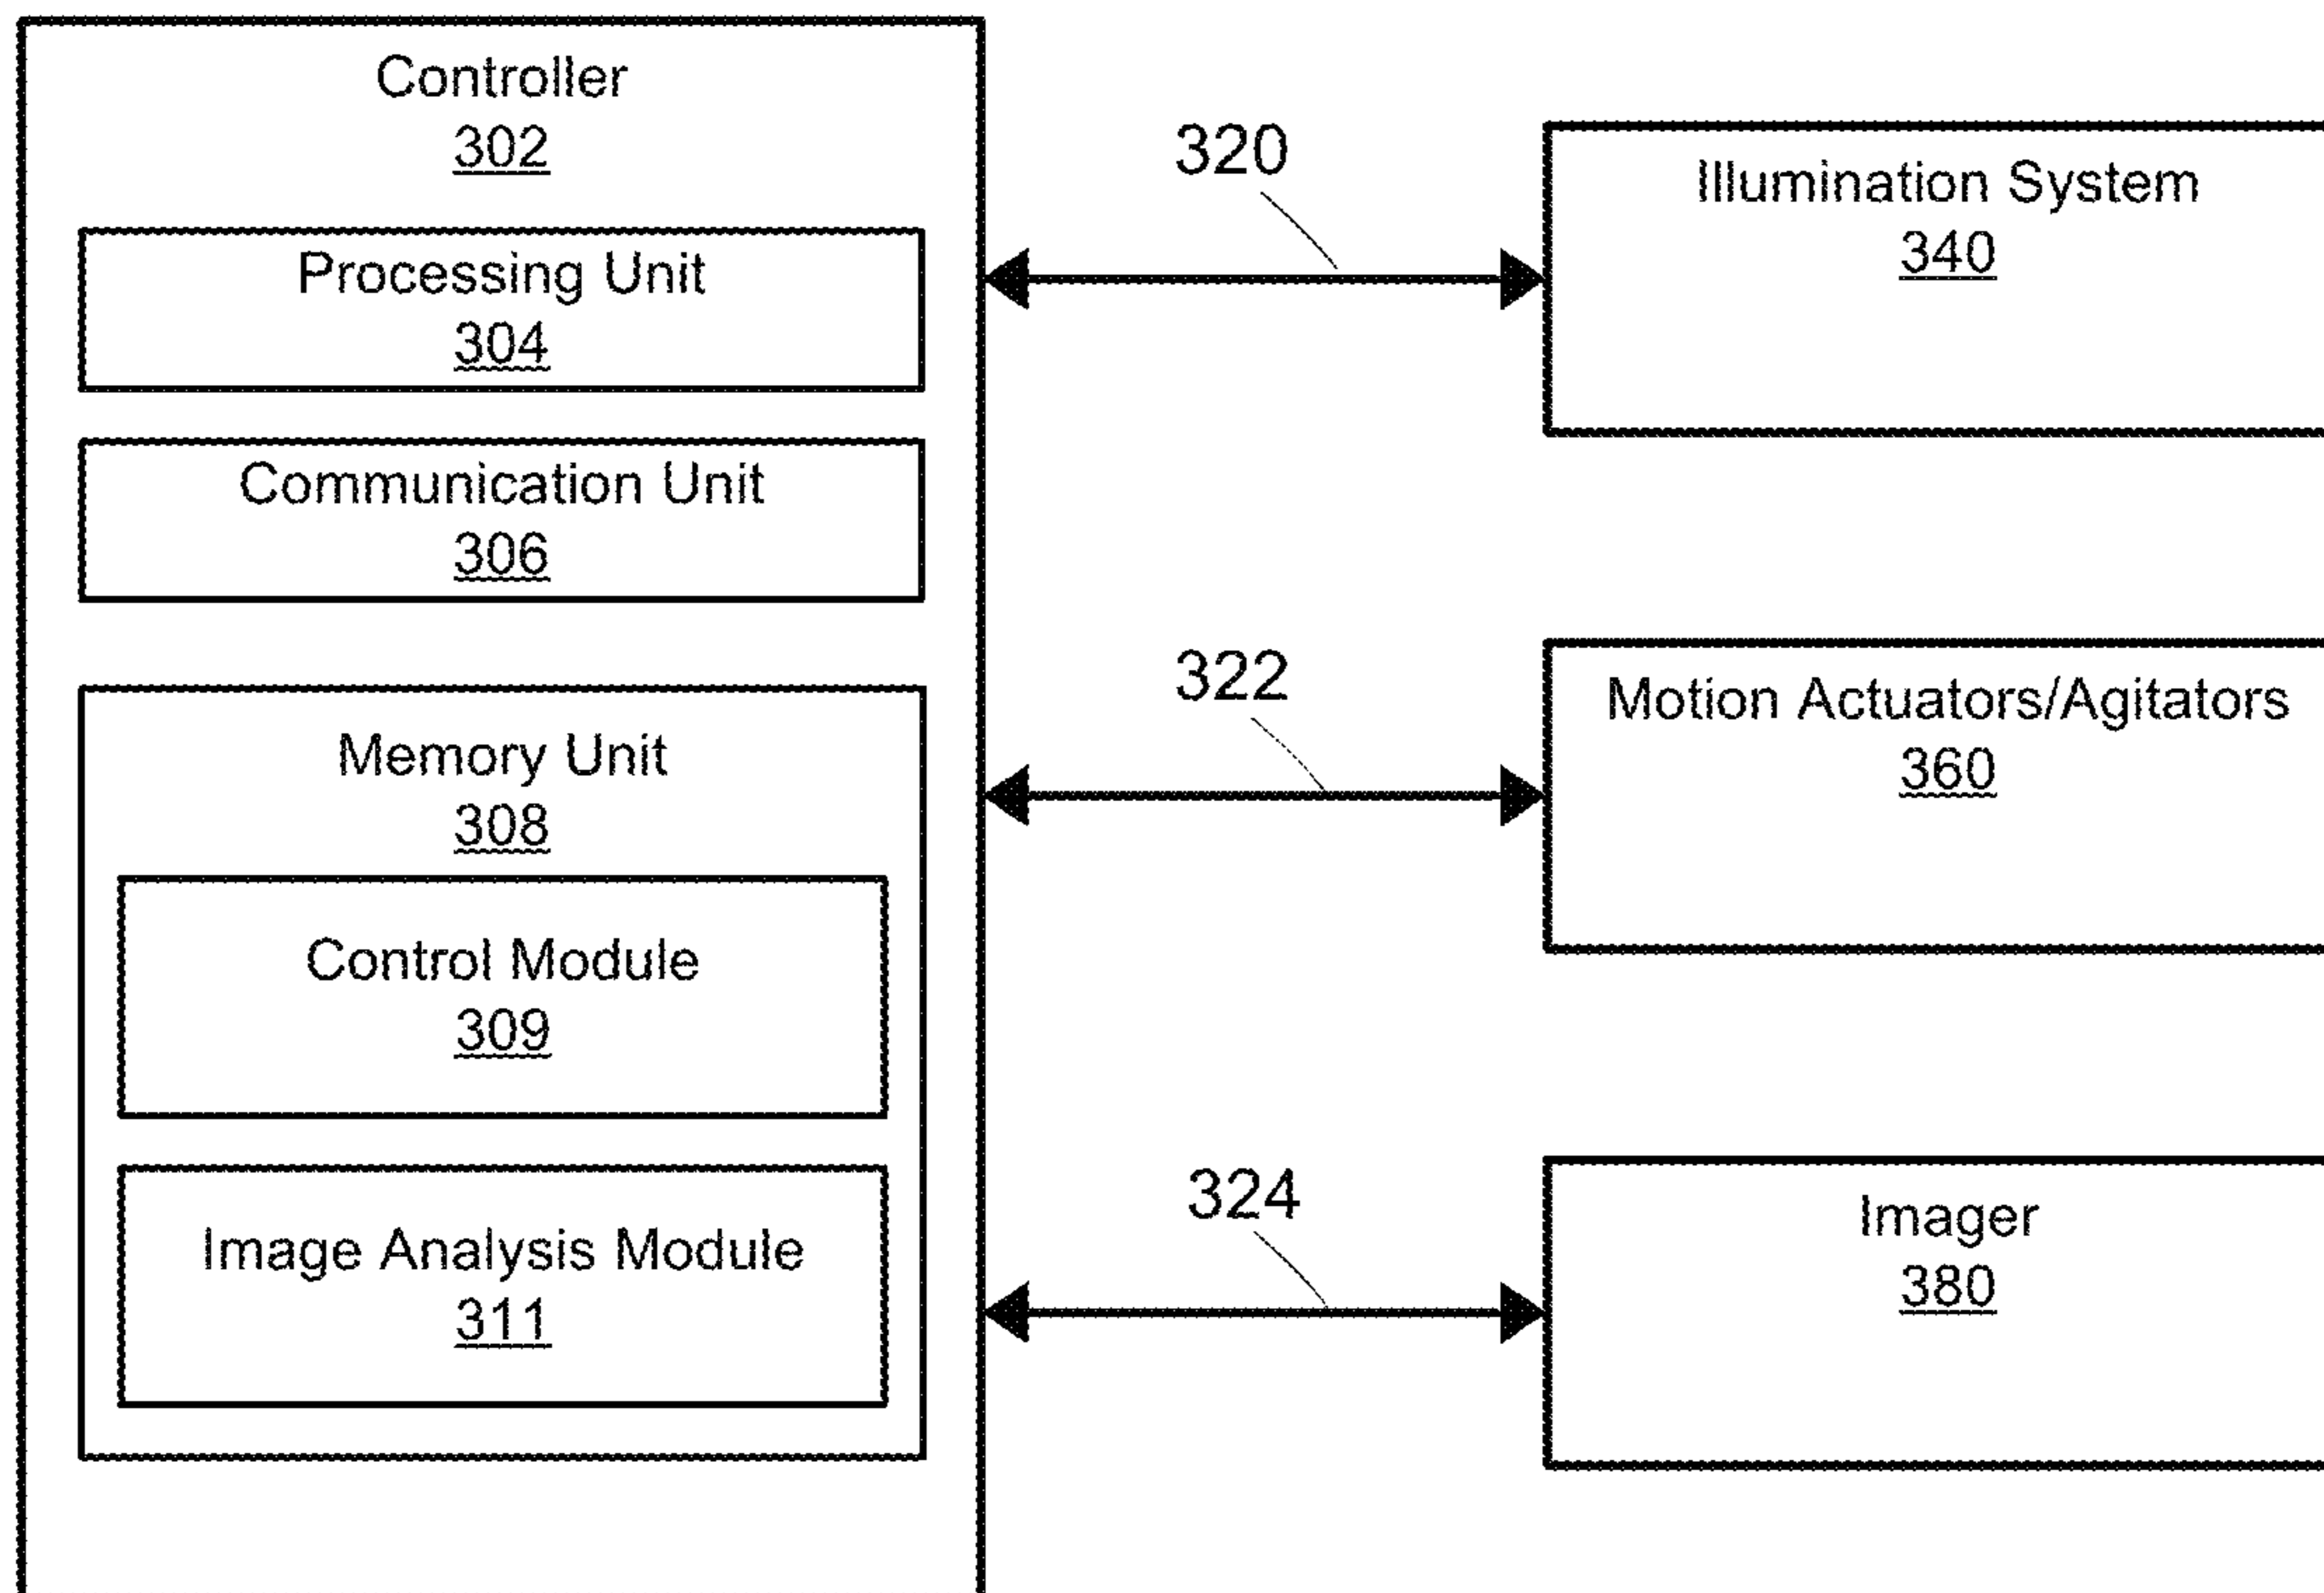 Controller
302
Processing Unit
304
Communication Unit
306
Memory Unit
308
Control Module
309
Image Analysis Module
311
320
322
324
Illumination System
340
Motion Actuators/Agitators
360
Imager
380